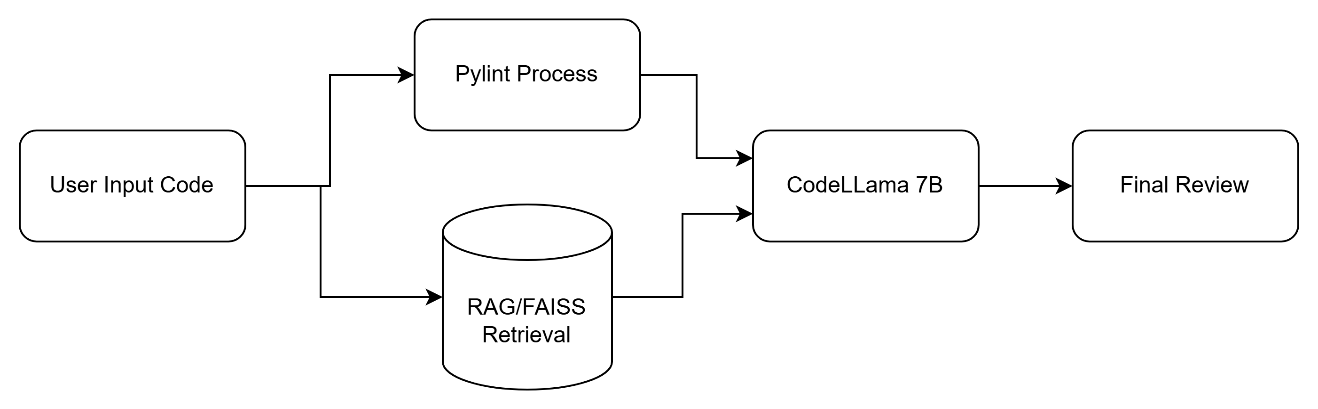 Pylint Process
User Input Code
CodeLLama 7B
Final Review
RAG/FAISS
Retrieval